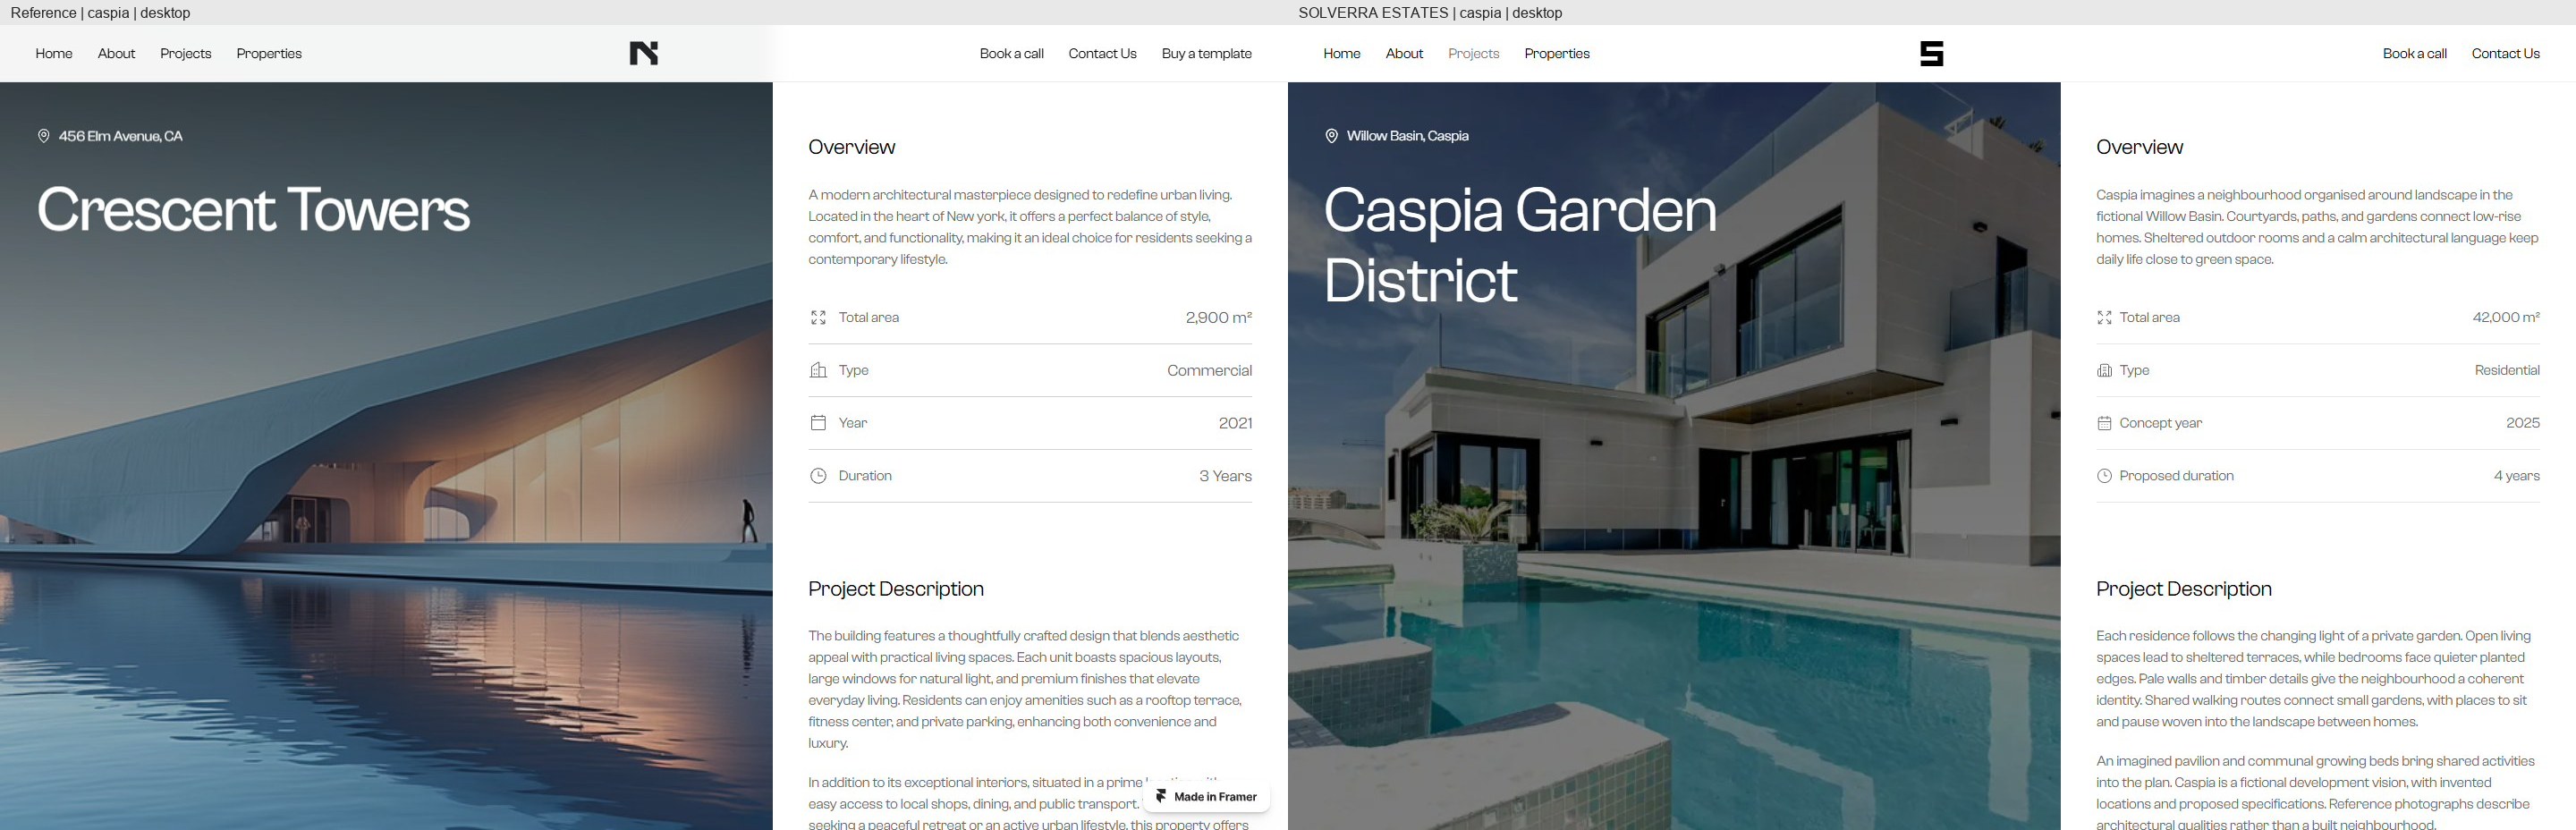 Reference | caspia | desktop
Home About Projects Properties
Book a call Contact Us Buy a template
456 Elm Avenue, CA
Crescent Towers
Overview
A modern architectural masterpiece designed to redefine urban living.
Located in the heart of New york, it offers a perfect balance of style,
comfort, and functionality, making it an ideal choice for residents seeking a
contemporary lifestyle.
Total area 2,900 m²
Type Commercial
Year 2021
Duration 3 Years
Project Description
The building features a thoughtfully crafted design that blends aesthetic
appeal with practical living spaces. Each unit boasts spacious layouts,
large windows for natural light, and premium finishes that elevate
everyday living. Residents can enjoy amenities such as a rooftop terrace,
fitness center, and private parking, enhancing both convenience and
luxury.
In addition to its exceptional interiors, situated in a prime
easy access to local shops, dining, and public transport.
seeking a peaceful retreat or an active urban lifestyle, this property offers
Made in Framer
SOLVERRA ESTATES | caspia | desktop
Home About Projects Properties
S
Book a call Contact Us
Willow Basin, Caspia
Caspia Garden
District
Overview
Caspia imagines a neighbourhood organised around landscape in the
fictional Willow Basin. Courtyards, paths, and gardens connect low-rise
homes. Sheltered outdoor rooms and a calm architectural language keep
daily life close to green space.
Total area 42,000 m²
Type Residential
Concept year 2025
Proposed duration 4 years
Project Description
Each residence follows the changing light of a private garden. Open living
spaces lead to sheltered terraces, while bedrooms face quieter planted
edges. Pale walls and timber details give the neighbourhood a coherent
identity. Shared walking routes connect small gardens, with places to sit
and pause woven into the landscape between homes.
An imagined pavilion and communal growing beds bring shared activities
into the plan. Caspia is a fictional development vision, with invented
locations and proposed specifications. Reference photographs describe
architectural qualities rather than a built neighbourhood.